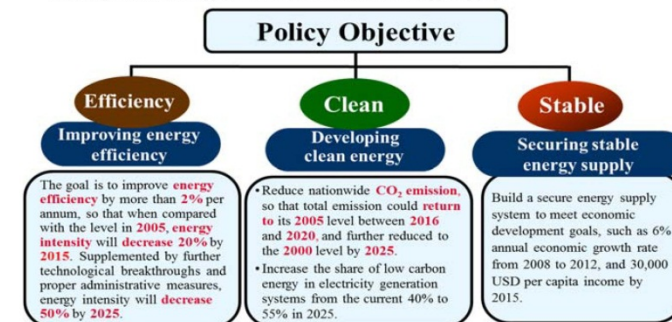 Policy Objective
Efficiency
Improving energy
efficiency
The goal is to improve energy
efficiency by more than 2% per
annum, so that when compared
with the level in 2005, energy
intensity will decrease 20% by
2015. Supplemented by further
technological breakthroughs and
proper administrative measures,
energy intensity will decrease
50% by 2025.
Clean
Developing
clean energy
•Reduce nationwide CO₂ emission,
so that total emission could return
to its 2005 level between 2016
and 2020, and further reduced to
the 2000 level by 2025.
•Increase the share of low carbon
energy in electricity generation
systems from the current 40% to
55% in 2025.
Stable
Securing stable
energy supply
Build a secure energy supply
system to meet economic
development goals, such as 6%
annual economic growth rate
from 2008 to 2012, and 30,000
USD per capita income by
2015.